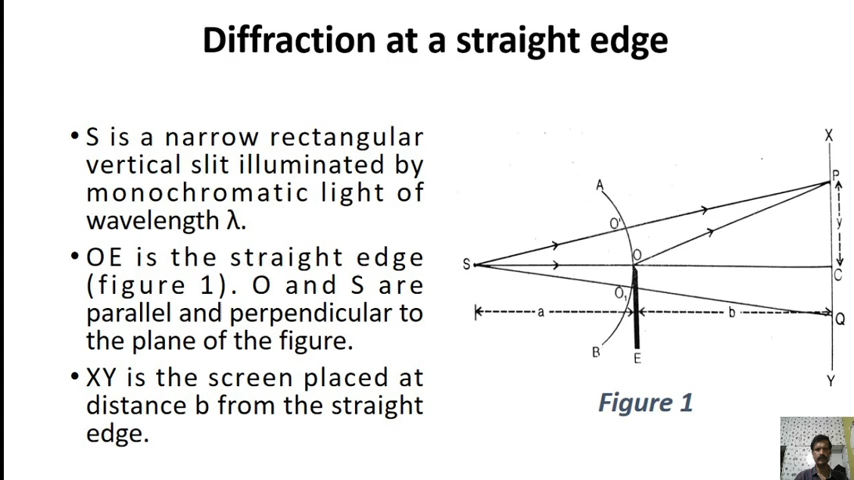 Diffraction at a straight edge
• S is a narrow rectangular
vertical slit illuminated by
monochromatic light of
wavelength λ.
• OE is the straight edge
(figure 1). O and S are
parallel and perpendicular to
the plane of the figure.
• XY is the screen placed at
distance b from the straight
edge.
X
A
P
O'
y
S
O
C
O₁
a
b
Q
B
E
Y
Figure 1